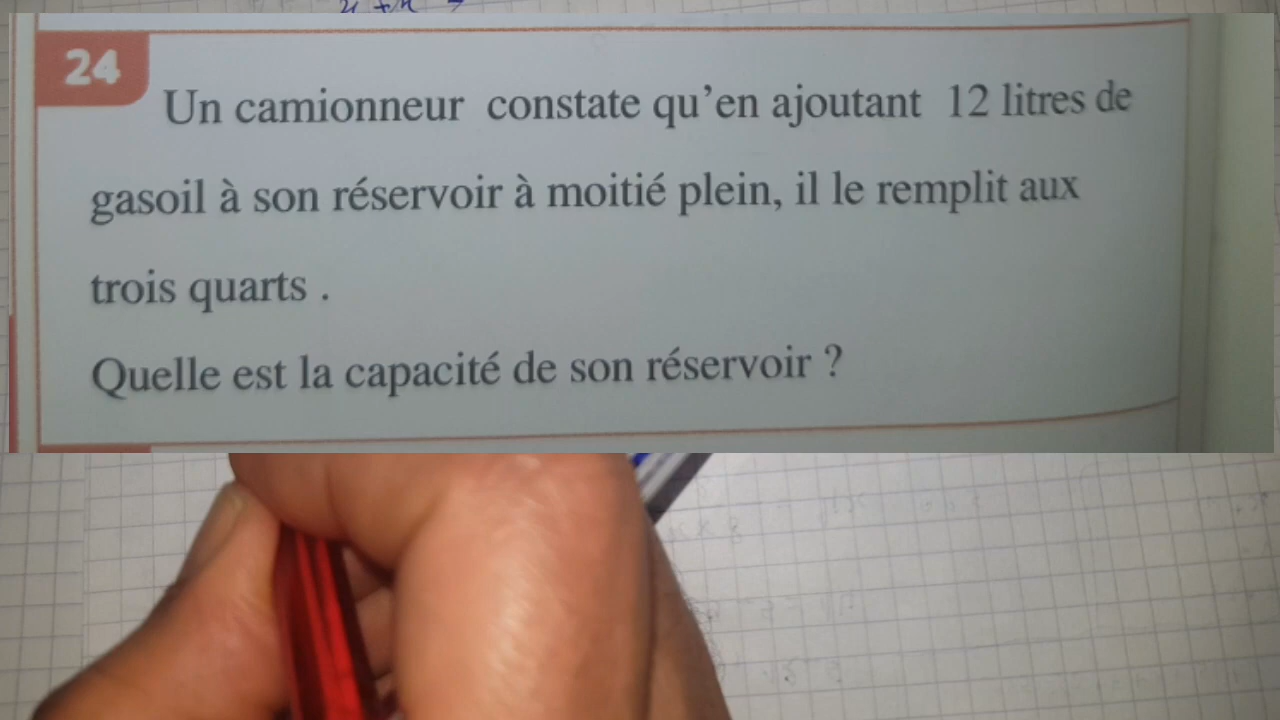 24
Un camionneur constate qu'en ajoutant 12 litres de
gasoil à son réservoir à moitié plein, il le remplit aux
trois quarts .
Quelle est la capacité de son réservoir ?